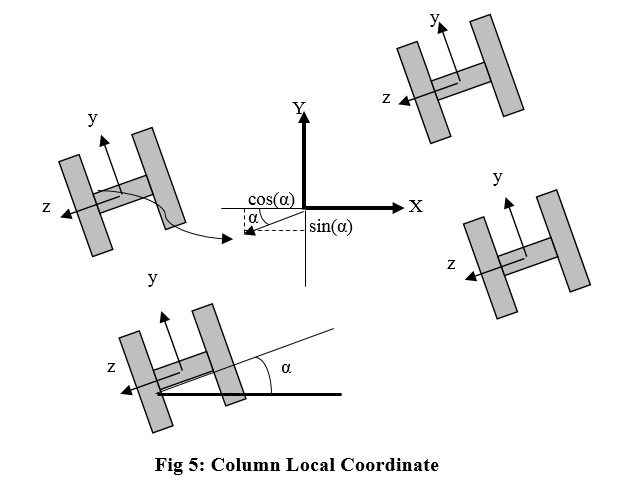 y
z
y
z
Y
cos(α)
α
X
sin(α)
y
z
y
z
α
Fig 5: Column Local Coordinate